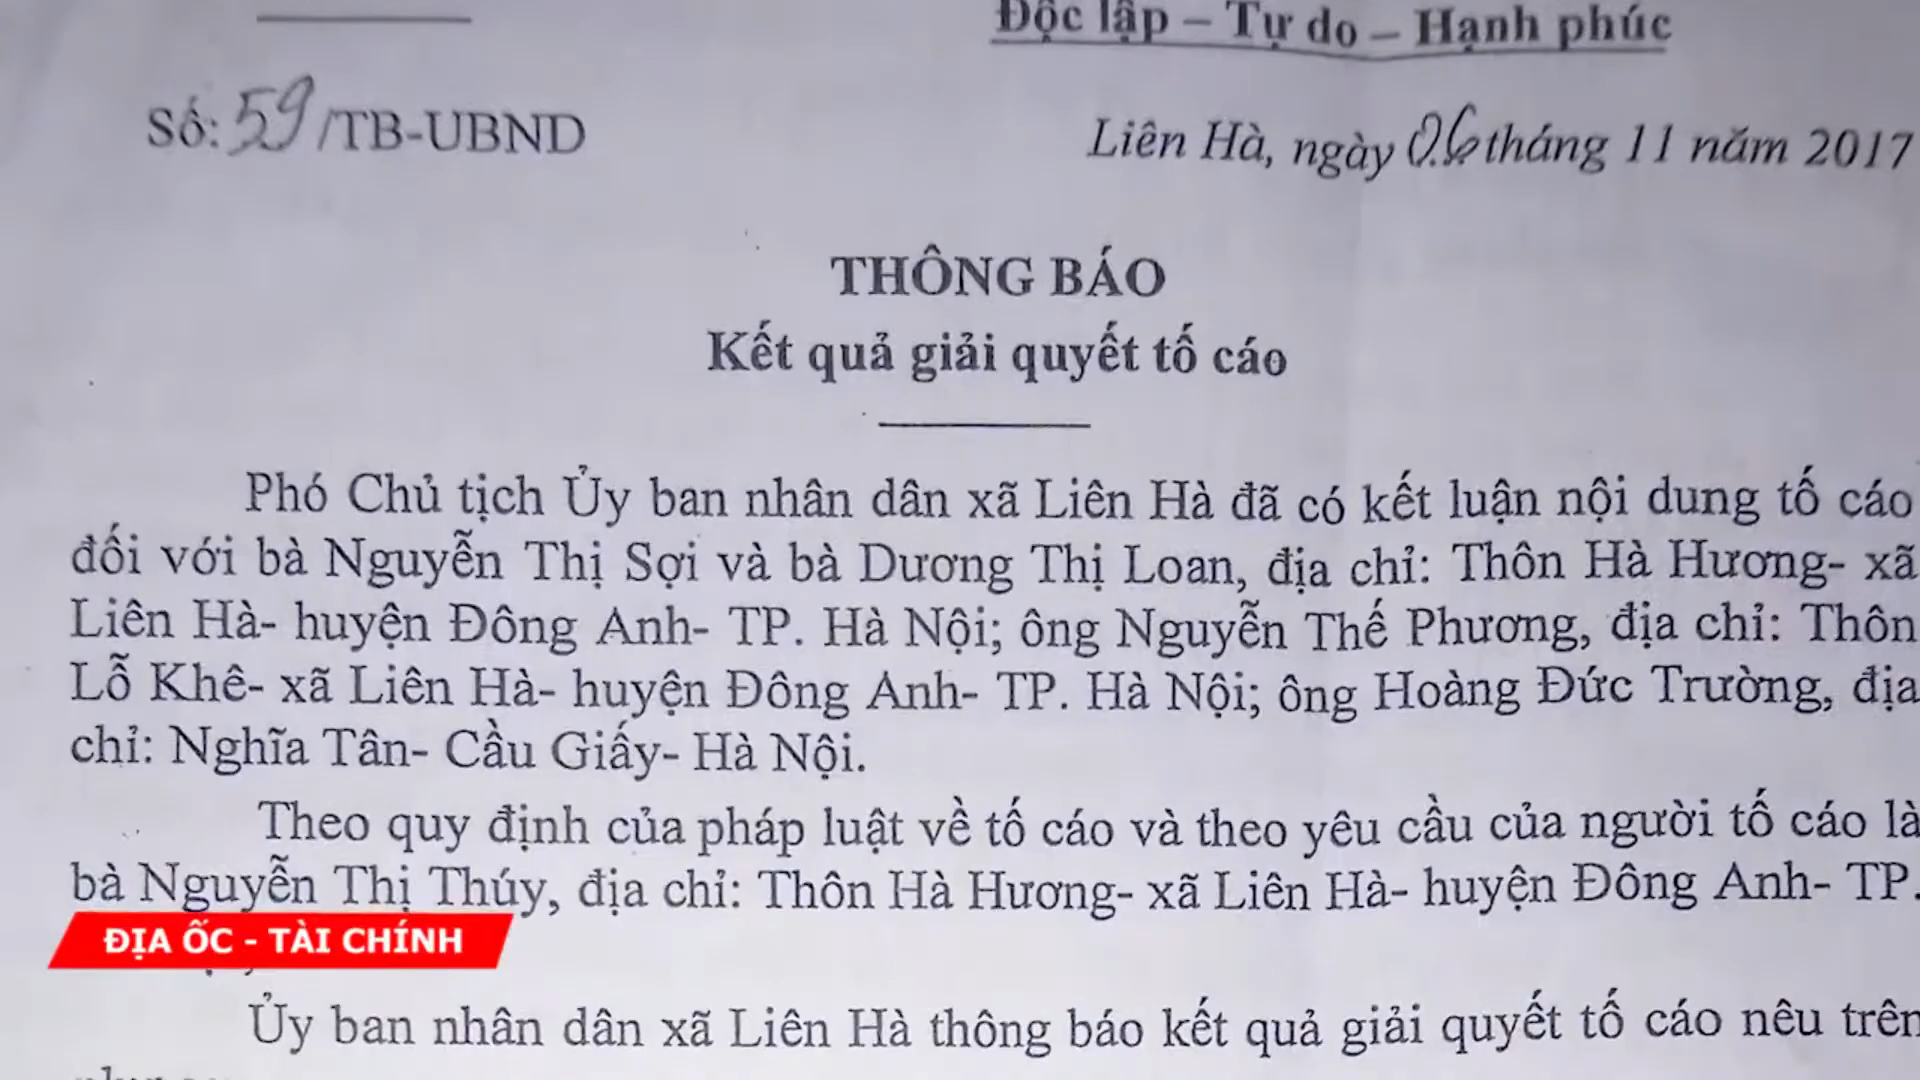 Độc lập – Tự do – Hạnh phúc
Số: 59/TB-UBND
Liên Hà, ngày 06 tháng 11 năm 2017
THÔNG BÁO
Kết quả giải quyết tố cáo
Phó Chủ tịch Ủy ban nhân dân xã Liên Hà đã có kết luận nội dung tố cáo
đối với bà Nguyễn Thị Sợi và bà Dương Thị Loan, địa chỉ: Thôn Hà Hương- xã
Liên Hà- huyện Đông Anh- TP. Hà Nội; ông Nguyễn Thế Phương, địa chỉ: Thôn
Lỗ Khê- xã Liên Hà- huyện Đông Anh- TP. Hà Nội; ông Hoàng Đức Trường, địa
chỉ: Nghĩa Tân- Cầu Giấy- Hà Nội.
Theo quy định của pháp luật về tố cáo và theo yêu cầu của người tố cáo là
bà Nguyễn Thị Thúy, địa chỉ: Thôn Hà Hương- xã Liên Hà- huyện Đông Anh- TP.
ĐỊA ỐC - TÀI CHÍNH
Ủy ban nhân dân xã Liên Hà thông báo kết quả giải quyết tố cáo nêu trên